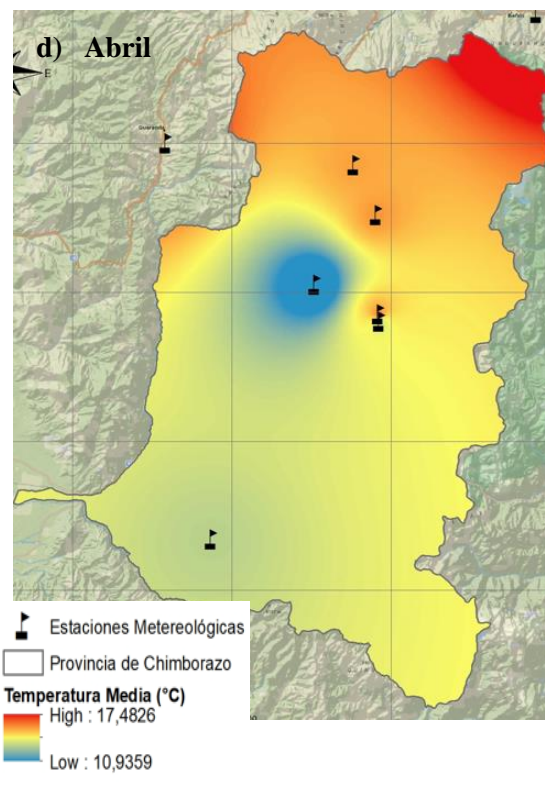 d) Abril
E
Estaciones Metereológicas
Provincia de Chimborazo
Temperatura Media (°C)
High : 17,4826
Low : 10,9359